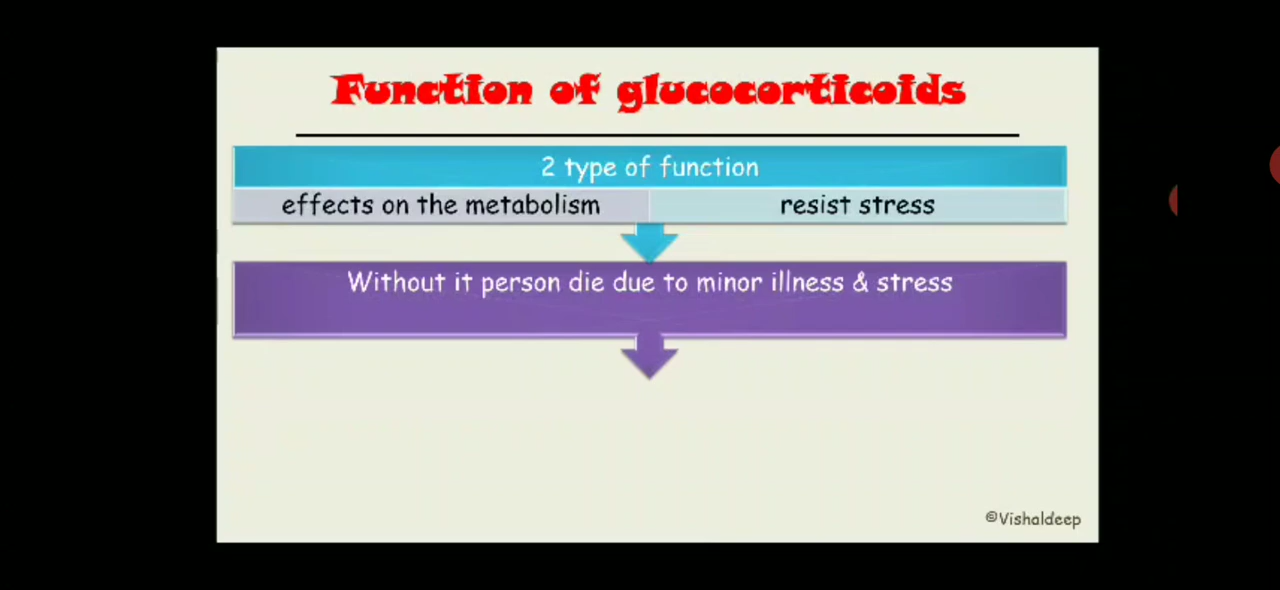 Function of glucocorticoids
2 type of function
effects on the metabolism
resist stress
Without it person die due to minor illness & stress
©Vishaldeep